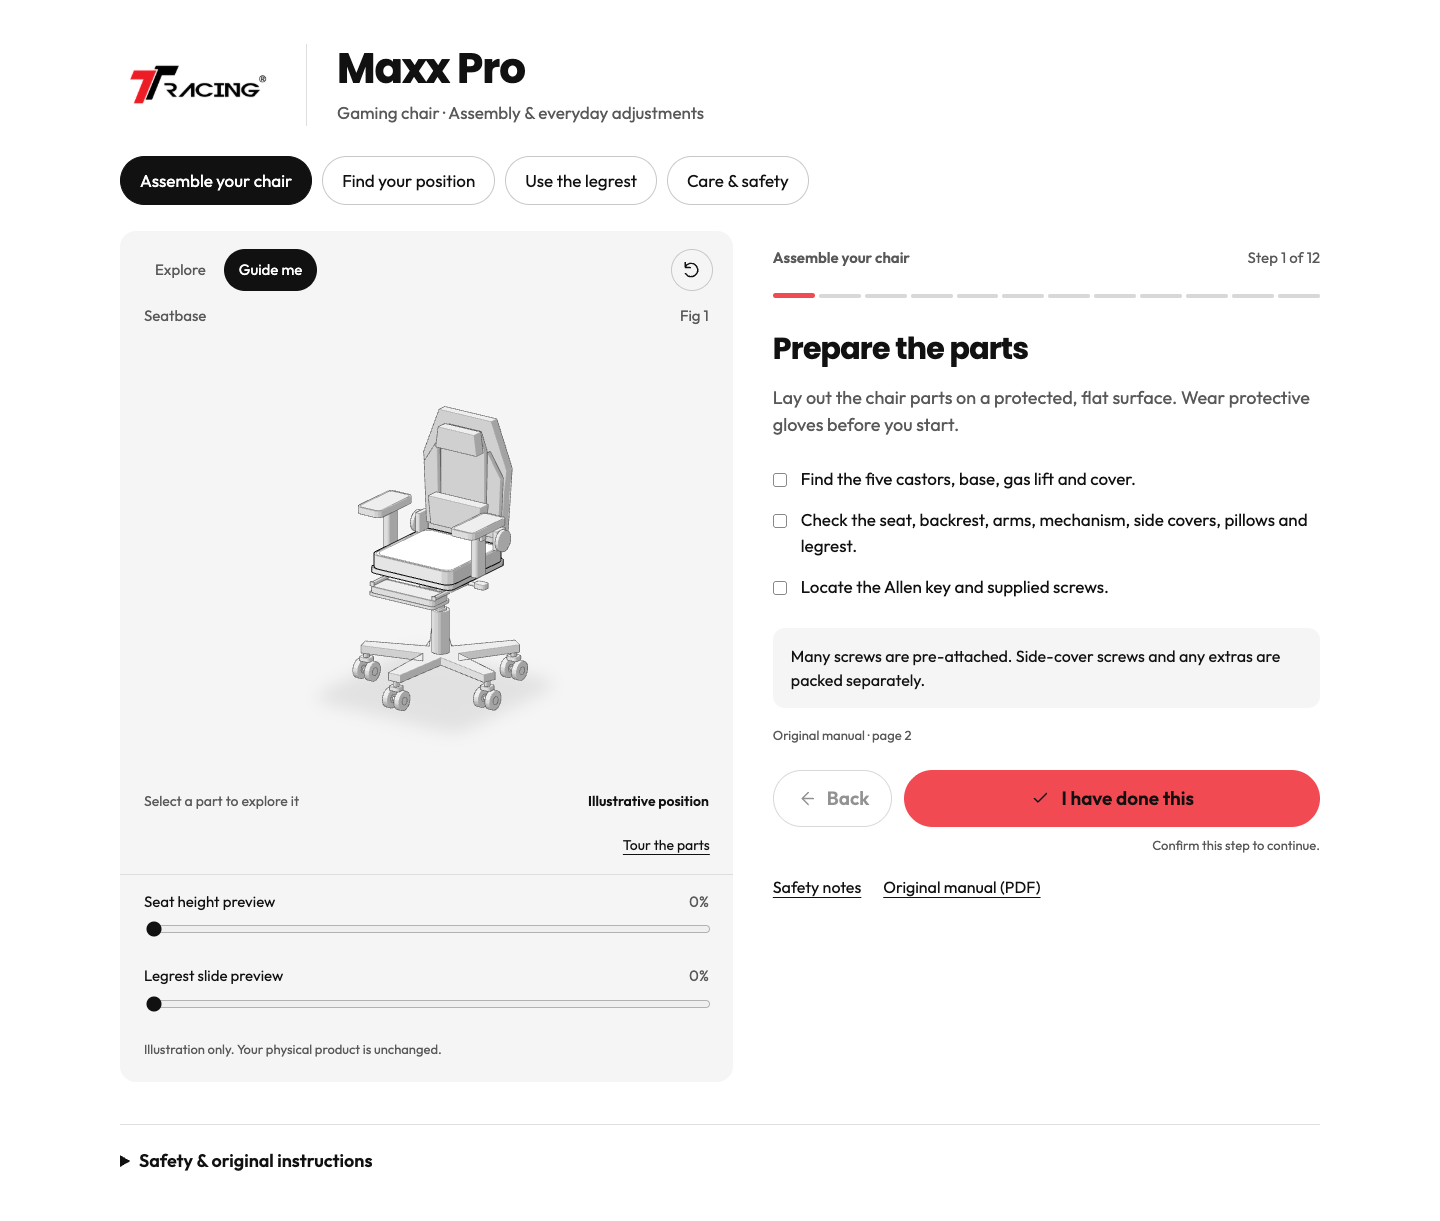 TTRACING®
Maxx Pro
Gaming chair · Assembly & everyday adjustments
Assemble your chair
Find your position
Use the legrest
Care & safety
Explore
Guide me
Seatbase
Fig 1
Select a part to explore it
Illustrative position
Tour the parts
Seat height preview
0%
Legrest slide preview
0%
Illustration only. Your physical product is unchanged.
Assemble your chair
Step 1 of 12
Prepare the parts
Lay out the chair parts on a protected, flat surface. Wear protective
gloves before you start.
Find the five castors, base, gas lift and cover.
Check the seat, backrest, arms, mechanism, side covers, pillows and
legrest.
Locate the Allen key and supplied screws.
Many screws are pre-attached. Side-cover screws and any extras are
packed separately.
Original manual · page 2
Back
I have done this
Confirm this step to continue.
Safety notes
Original manual (PDF)
Safety & original instructions